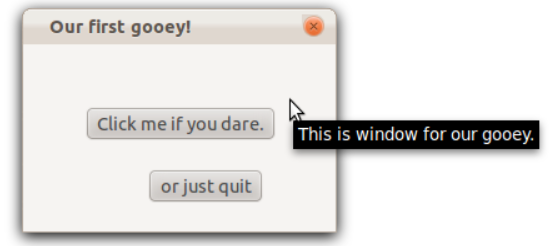 Our first gooey!
Click me if you dare.
This is window for our gooey.
or just quit